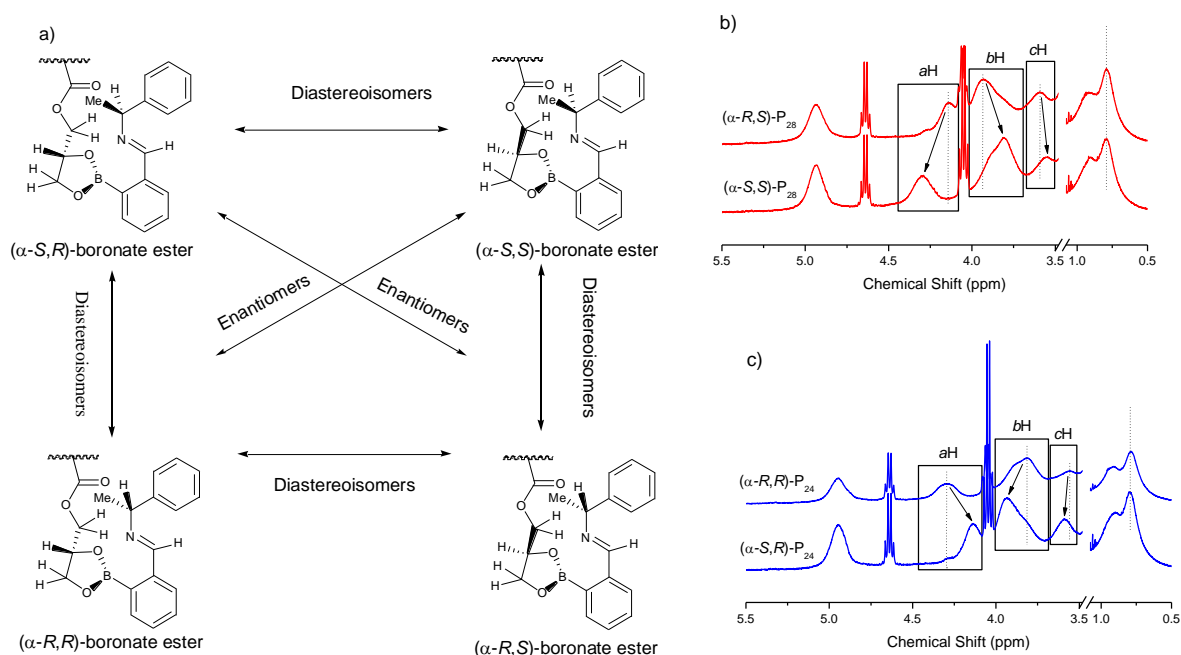 a)
O
O
H
H
H
H
H
O
O
B
Me
H
N
H
Diastereoisomers
O
O
H
H
H
H
H
O
O
B
Me
H
N
H
(α-S,R)-boronate ester
(α-S,S)-boronate ester
Diastereoisomers
Enantiomers
Enantiomers
Diastereoisomers
O
O
H
H
H
H
H
O
O
B
Me
H
N
H
Diastereoisomers
O
O
H
H
H
H
H
O
O
B
Me
H
N
H
(α-R,R)-boronate ester
(α-R,S)-boronate ester
b)
aH
bH
cH
(α-R,S)-P28
(α-S,S)-P28
5.5 5.0 4.5 4.0 3.5 1.0 0.5
Chemical Shift (ppm)
c)
aH
bH
cH
(α-R,R)-P24
(α-S,R)-P24
5.5 5.0 4.5 4.0 3.5 1.0 0.5
Chemical Shift (ppm)